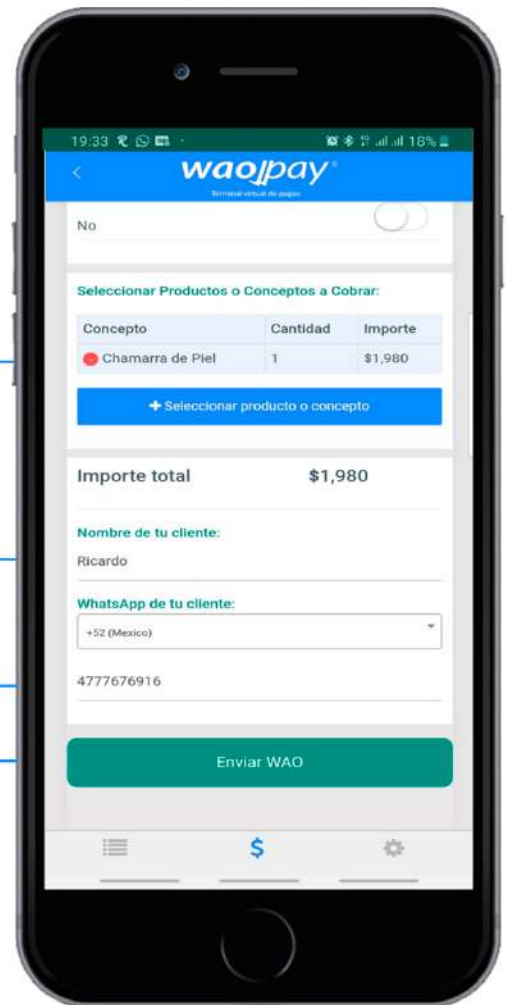 19:33
18%
waopay®
Terminal virtual de pagos
No
Seleccionar Productos o Conceptos a Cobrar:
Concepto Cantidad Importe
Chamarra de Piel 1 $1,980
+ Seleccionar producto o concepto
Importe total $1,980
Nombre de tu cliente:
Ricardo
WhatsApp de tu cliente:
+52 (Mexico)
4777676916
Enviar WAO
$